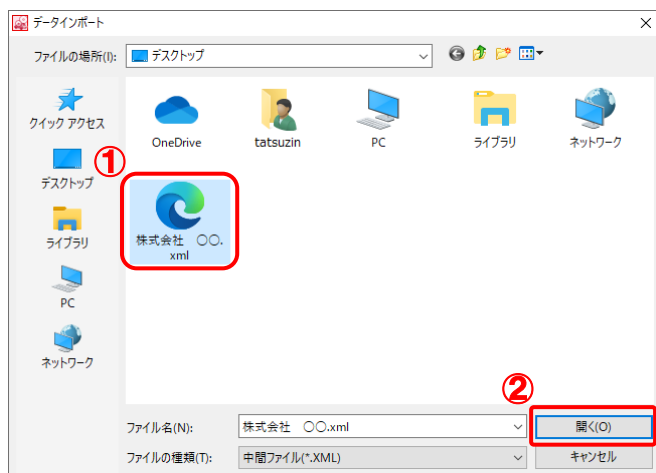 データインポート
ファイルの場所(I):
デスクトップ
クイック アクセス
デスクトップ
ライブラリ
PC
ネットワーク
OneDrive
tatsuzin
PC
ライブラリ
ネットワーク
①
株式会社　〇〇.
xml
②
ファイル名(N):
株式会社　〇〇.xml
開く(O)
ファイルの種類(T):
中間ファイル(*.XML)
キャンセル